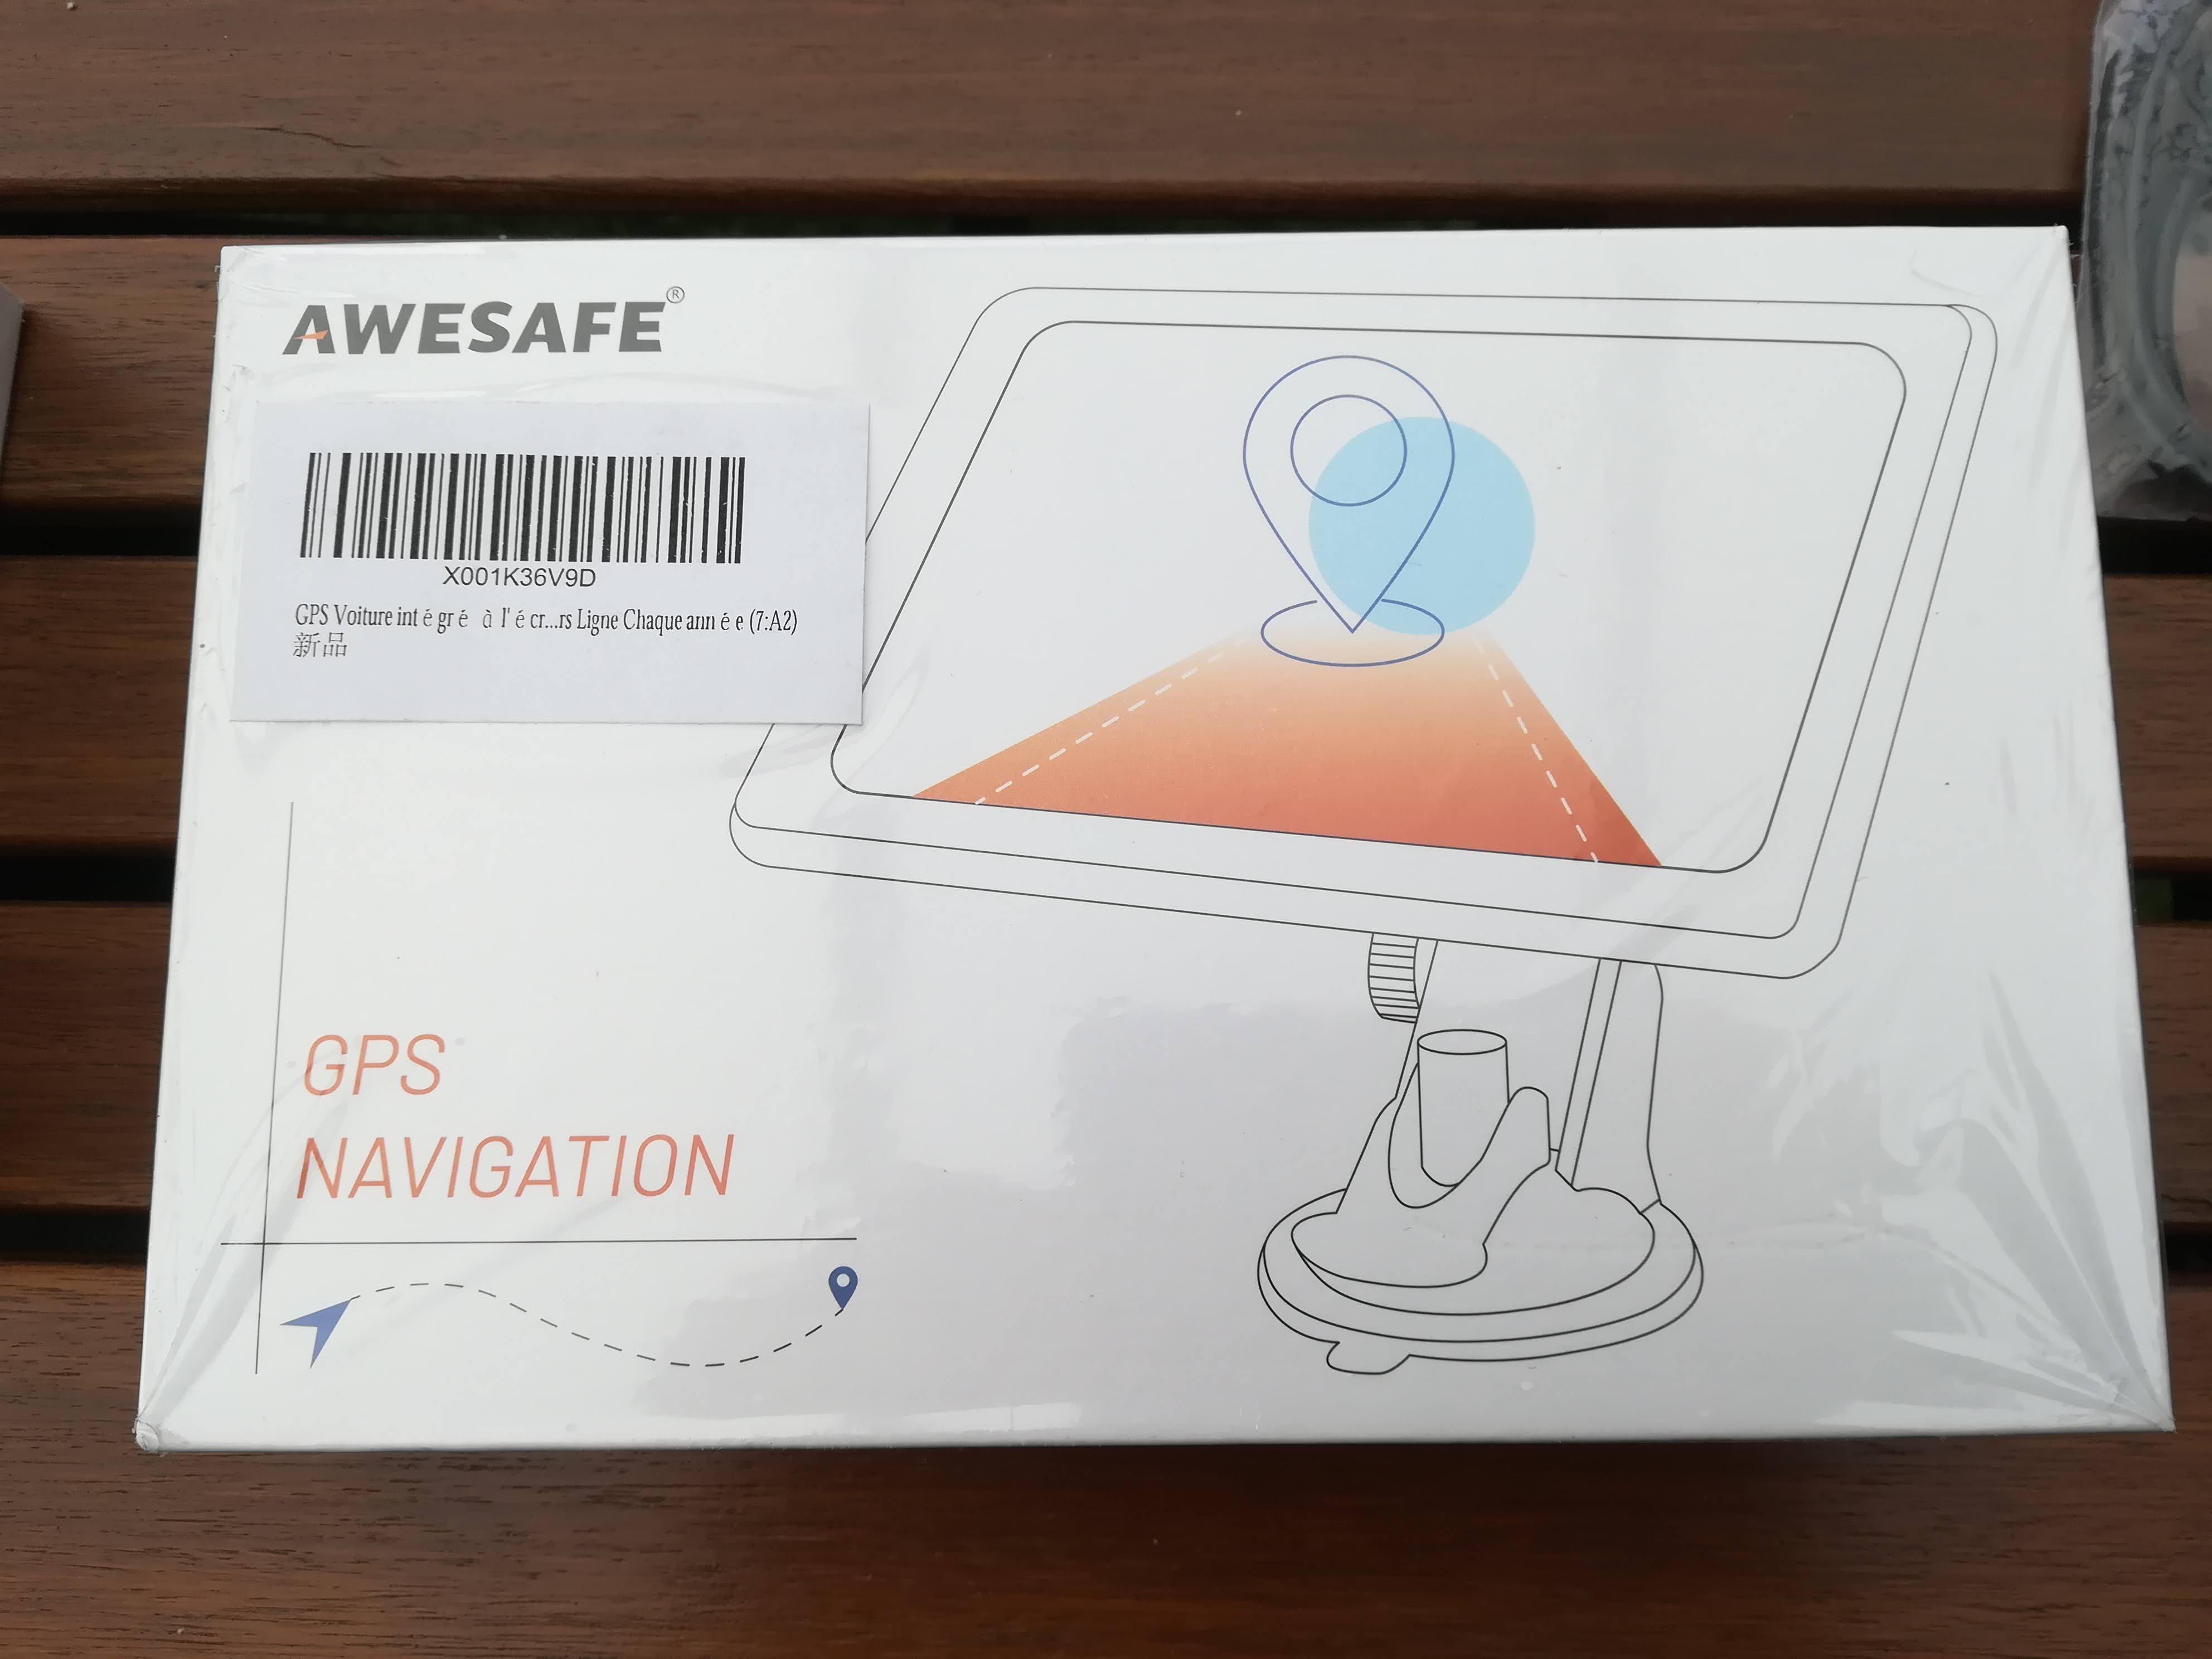 AWESAFE®
X001K36V9D
GPS Voiture int é gr é à l' é cr...rs Ligne Chaque ann é e (7:A2)
新品
GPS
NAVIGATION